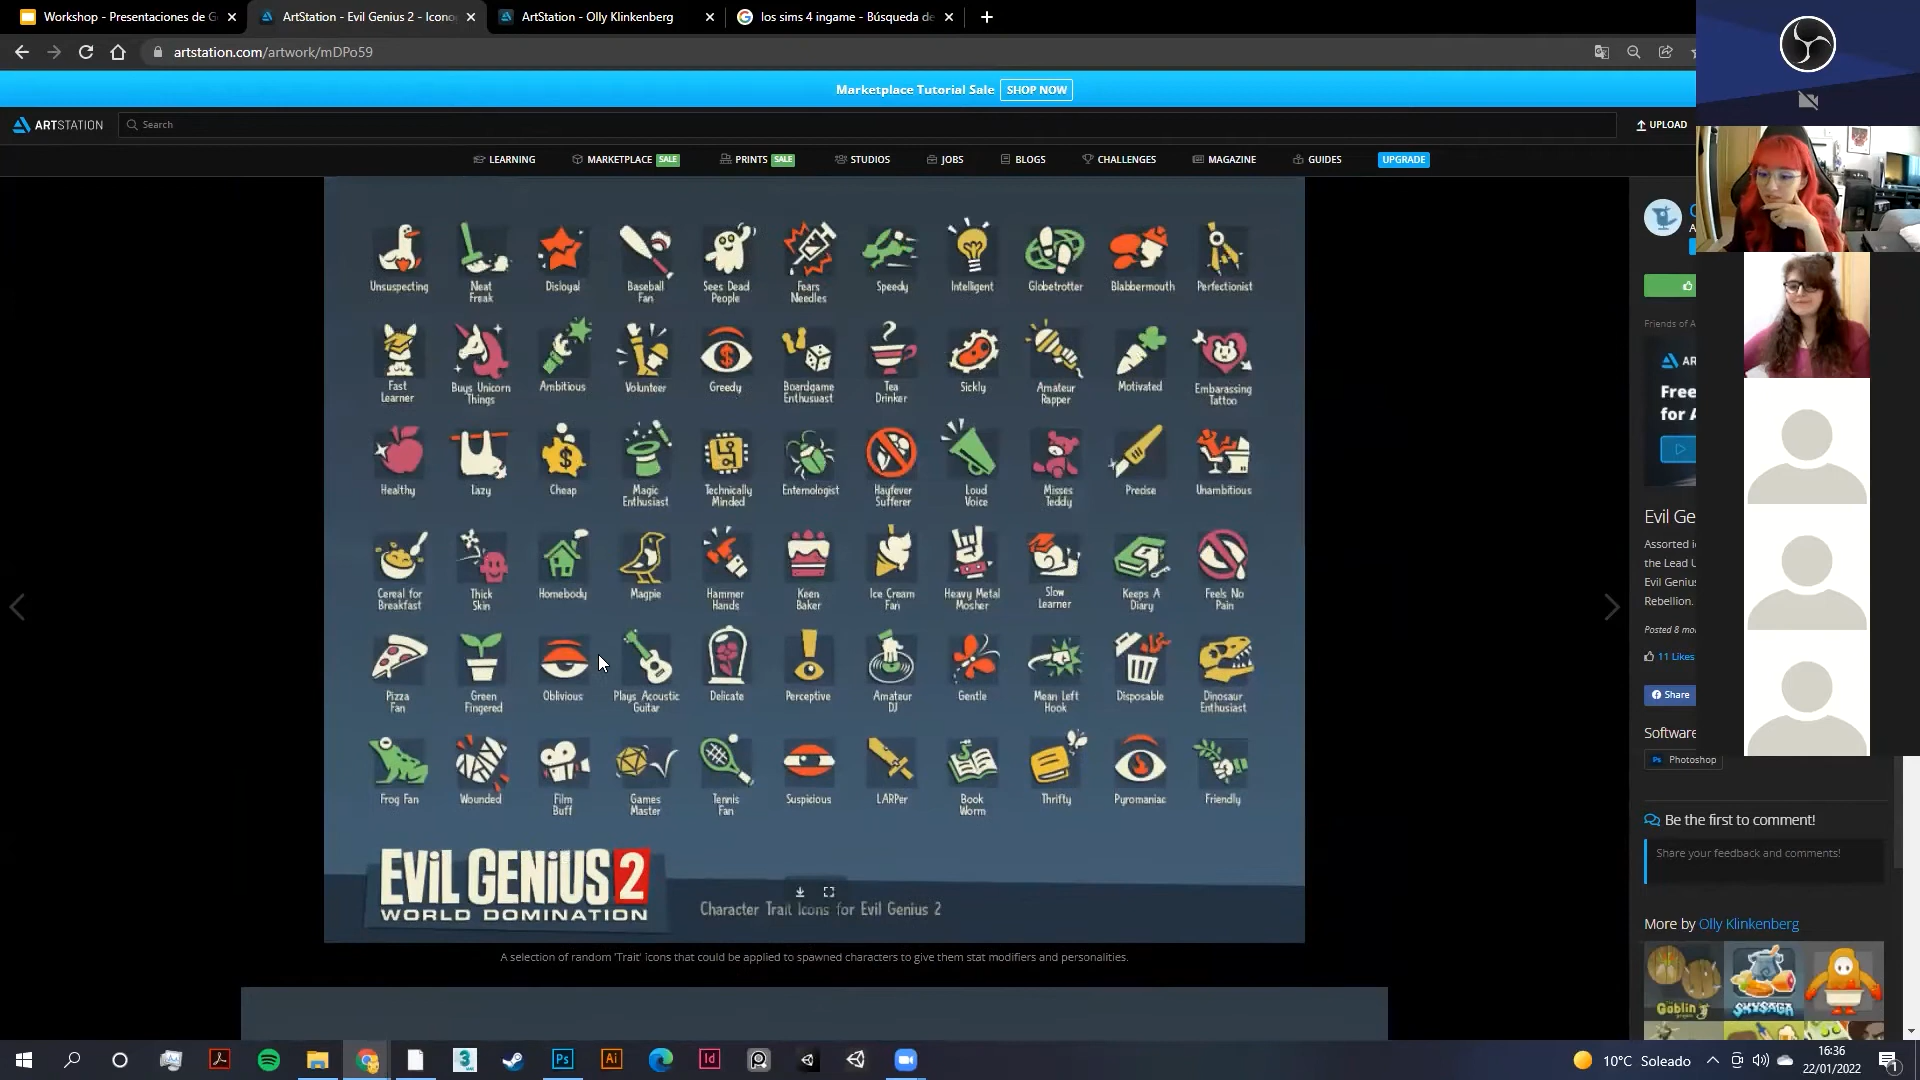 Workshop - Presentaciones de G
ArtStation - Evil Genius 2 - Icono
ArtStation - Olly Klinkenberg
los sims 4 ingame - Búsqueda de
artstation.com/artwork/mDPo59
Marketplace Tutorial Sale SHOP NOW
ARTSTATION
Search
UPLOAD
LEARNING MARKETPLACE SALE PRINTS SALE STUDIOS JOBS BLOGS CHALLENGES MAGAZINE GUIDES UPGRADE
Unsuspecting
Neat
Freak
Disloyal
Baseball
Fan
Sees Dead
People
Fears
Needles
Speedy
Intelligent
Globetrotter
Blabbermouth
Perfectionist
Fast
Learner
Buys Unicorn
Things
Ambitious
Volunteer
Greedy
Boardgame
Enthusuast
Tea
Drinker
Sickly
Amateur
Rapper
Motivated
Embarassing
Tattoo
Healthy
Lazy
Cheap
Magic
Enthusiast
Technically
Minded
Entemologist
Hayfever
Sufferer
Loud
Voice
Misses
Teddy
Precise
Unambitious
Cereal for
Breakfast
Thick
Skin
Homebody
Magpie
Hammer
Hands
Keen
Baker
Ice Cream
Fan
Heavy Metal
Mosher
Slow
Learner
Keeps A
Diary
Feels No
Pain
Pizza
Fan
Green
Fingered
Oblivious
Plays Acoustic
Guitar
Delicate
Perceptive
Amateur
DJ
Gentle
Mean Left
Hook
Disposable
Dinosaur
Enthusiast
Frog Fan
Wounded
Film
Buff
Games
Master
Tennis
Fan
Suspicious
LARPer
Book
Worm
Thrifty
Pyromaniac
Friendly
EVIL GENIUS 2
WORLD DOMINATION
Character Trait Icons for Evil Genius 2
A selection of random 'Trait' icons that could be applied to spawned characters to give them stat modifiers and personalities.
Friends of A
AR
Free
for A
Evil Ge
Assorted i
the Lead U
Evil Genius
Rebellion.
Posted 8 mo
11 Likes
Share
Software
Ps Photoshop
Be the first to comment!
Share your feedback and comments!
More by Olly Klinkenberg
Goblin
SKYSAGA
3
Ps
Ai
Id
10°C Soleado
16:36
22/01/2022
1